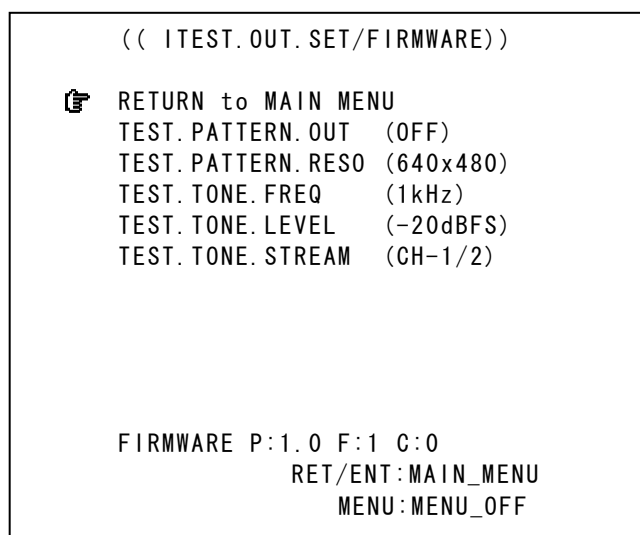 (( ITEST.OUT.SET/FIRMWARE))
RETURN to MAIN MENU
TEST.PATTERN.OUT (OFF)
TEST.PATTERN.RESO (640x480)
TEST.TONE.FREQ (1kHz)
TEST.TONE.LEVEL (-20dBFS)
TEST.TONE.STREAM (CH-1/2)
FIRMWARE P:1.0 F:1 C:0
RET/ENT:MAIN_MENU
MENU:MENU_OFF